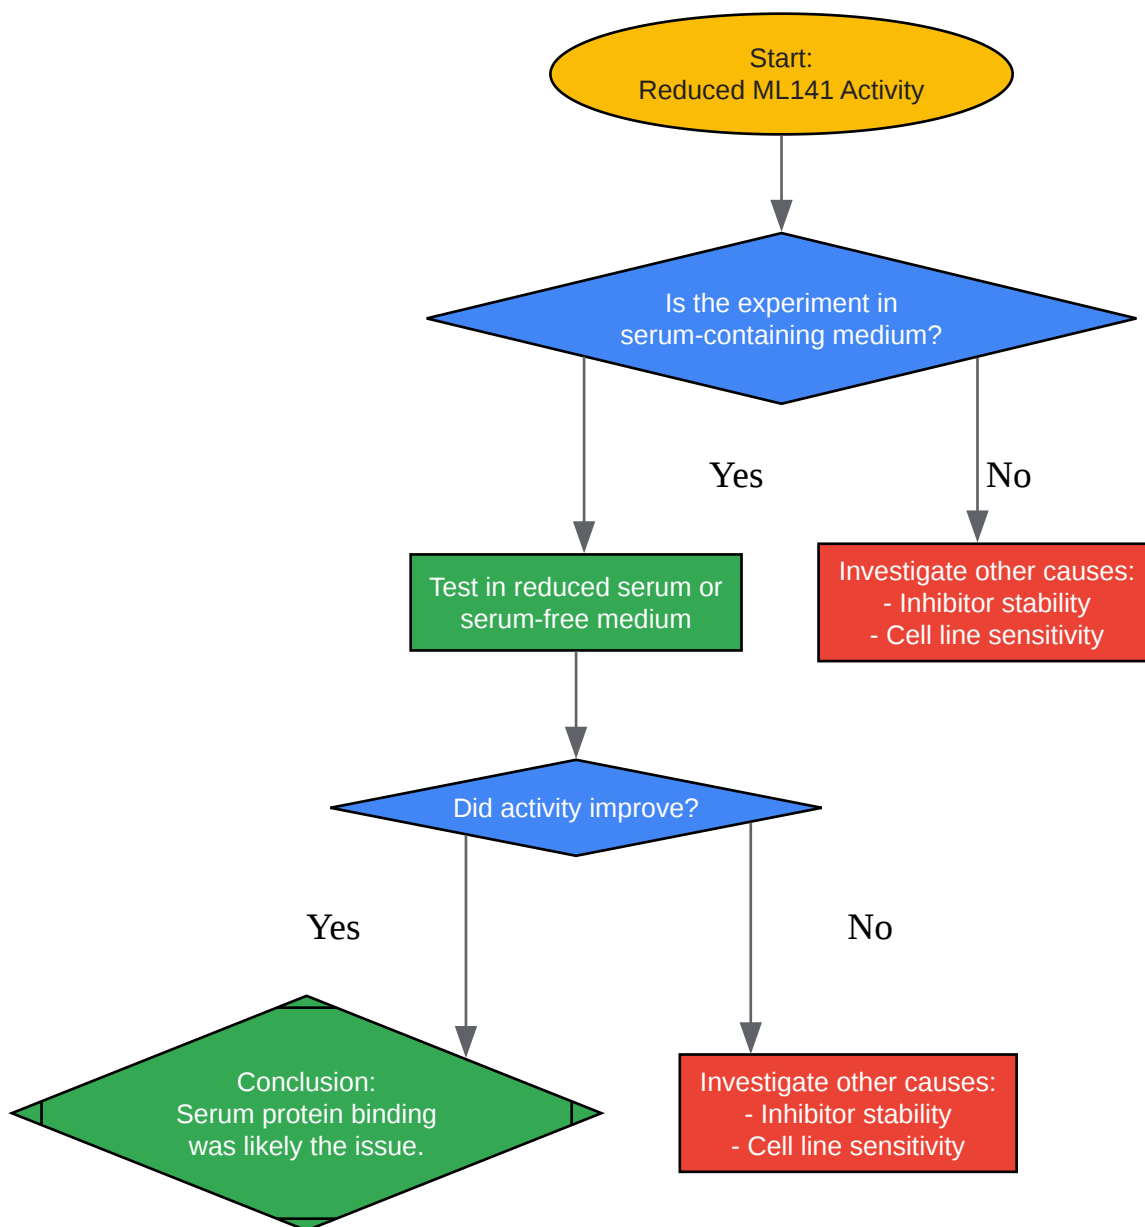 Start:
Reduced ML141 Activity
Is the experiment in
serum-containing medium?
Yes
No
Test in reduced serum or
serum-free medium
Investigate other causes:
- Inhibitor stability
- Cell line sensitivity
Did activity improve?
Yes
No
Conclusion:
Serum protein binding
was likely the issue.
Investigate other causes:
- Inhibitor stability
- Cell line sensitivity